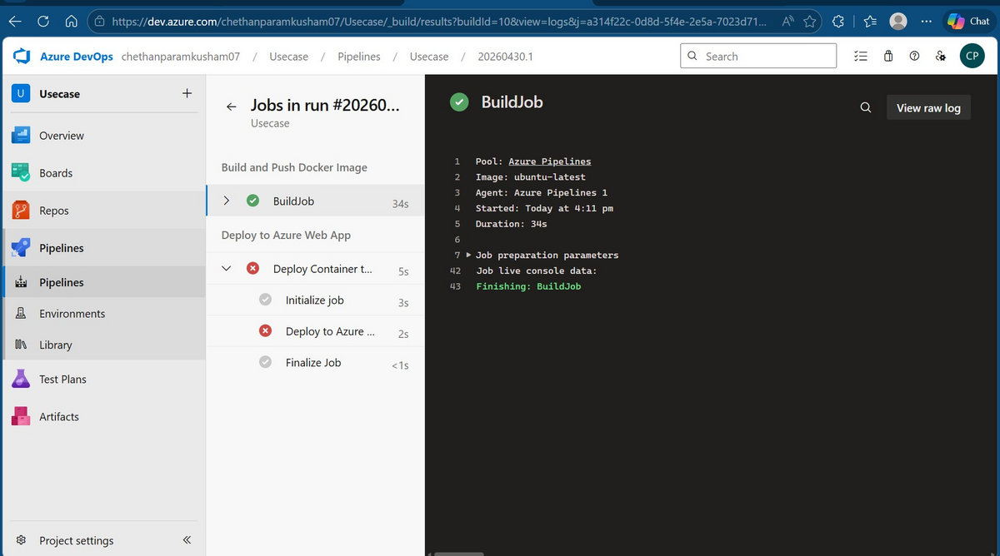 https://dev.azure.com/chethanparamkusham07/Usecase/_build/results?buildId=10&view=logs&j=a314f22c-0d8d-5f4e-2e5a-7023d71...
Chat
Azure DevOps chethanparamkusham07 / Usecase / Pipelines / Usecase / 20260430.1
Search
CP
U Usecase
Overview
Boards
Repos
Pipelines
Pipelines
Environments
Library
Test Plans
Artifacts
Project settings
Jobs in run #20260...
Usecase
Build and Push Docker Image
BuildJob 34s
Deploy to Azure Web App
Deploy Container t... 5s
Initialize job 3s
Deploy to Azure ... 2s
Finalize Job <1s
BuildJob
View raw log
1 Pool: Azure Pipelines
2 Image: ubuntu-latest
3 Agent: Azure Pipelines 1
4 Started: Today at 4:11 pm
5 Duration: 34s
6
7 Job preparation parameters
42 Job live console data:
43 Finishing: BuildJob